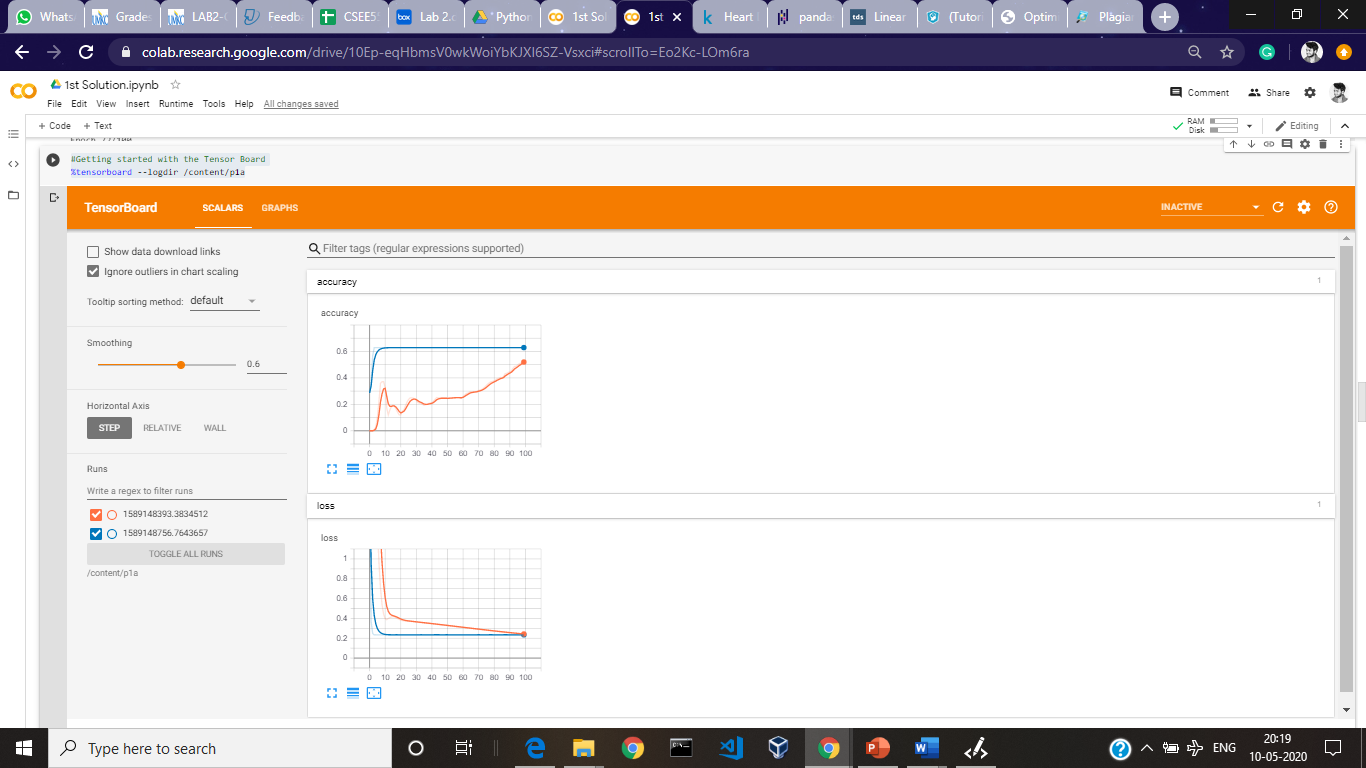 Whats
Grades
LAB2-
Feedb
CSEE5
Lab 2.c
Python
1st Sol
1st
Heart
panda
Linear
(Tutor
Optim
Plagiar
colab.research.google.com/drive/10Ep-eqHbmsV0wkWoiYbKJXI6SZ-Vsxci#scrollTo=Eo2Kc-LOm6ra
1st Solution.ipynb
File Edit View Insert Runtime Tools Help All changes saved
Comment Share
+ Code + Text
RAM
Disk
Editing
#Getting started with the Tensor Board
%tensorboard --logdir /content/p1a
TensorBoard SCALARS GRAPHS INACTIVE
Show data download links
Ignore outliers in chart scaling
Tooltip sorting method: default
Smoothing
0.6
Horizontal Axis
STEP RELATIVE WALL
Runs
Write a regex to filter runs
1589148393.3834512
1589148756.7643657
TOGGLE ALL RUNS
/content/p1a
Filter tags (regular expressions supported)
accuracy 1
accuracy
0.6
0.4
0.2
0
0 10 20 30 40 50 60 70 80 90 100
loss 1
loss
1
0.8
0.6
0.4
0.2
0
0 10 20 30 40 50 60 70 80 90 100
Type here to search
ENG
20:19
10-05-2020